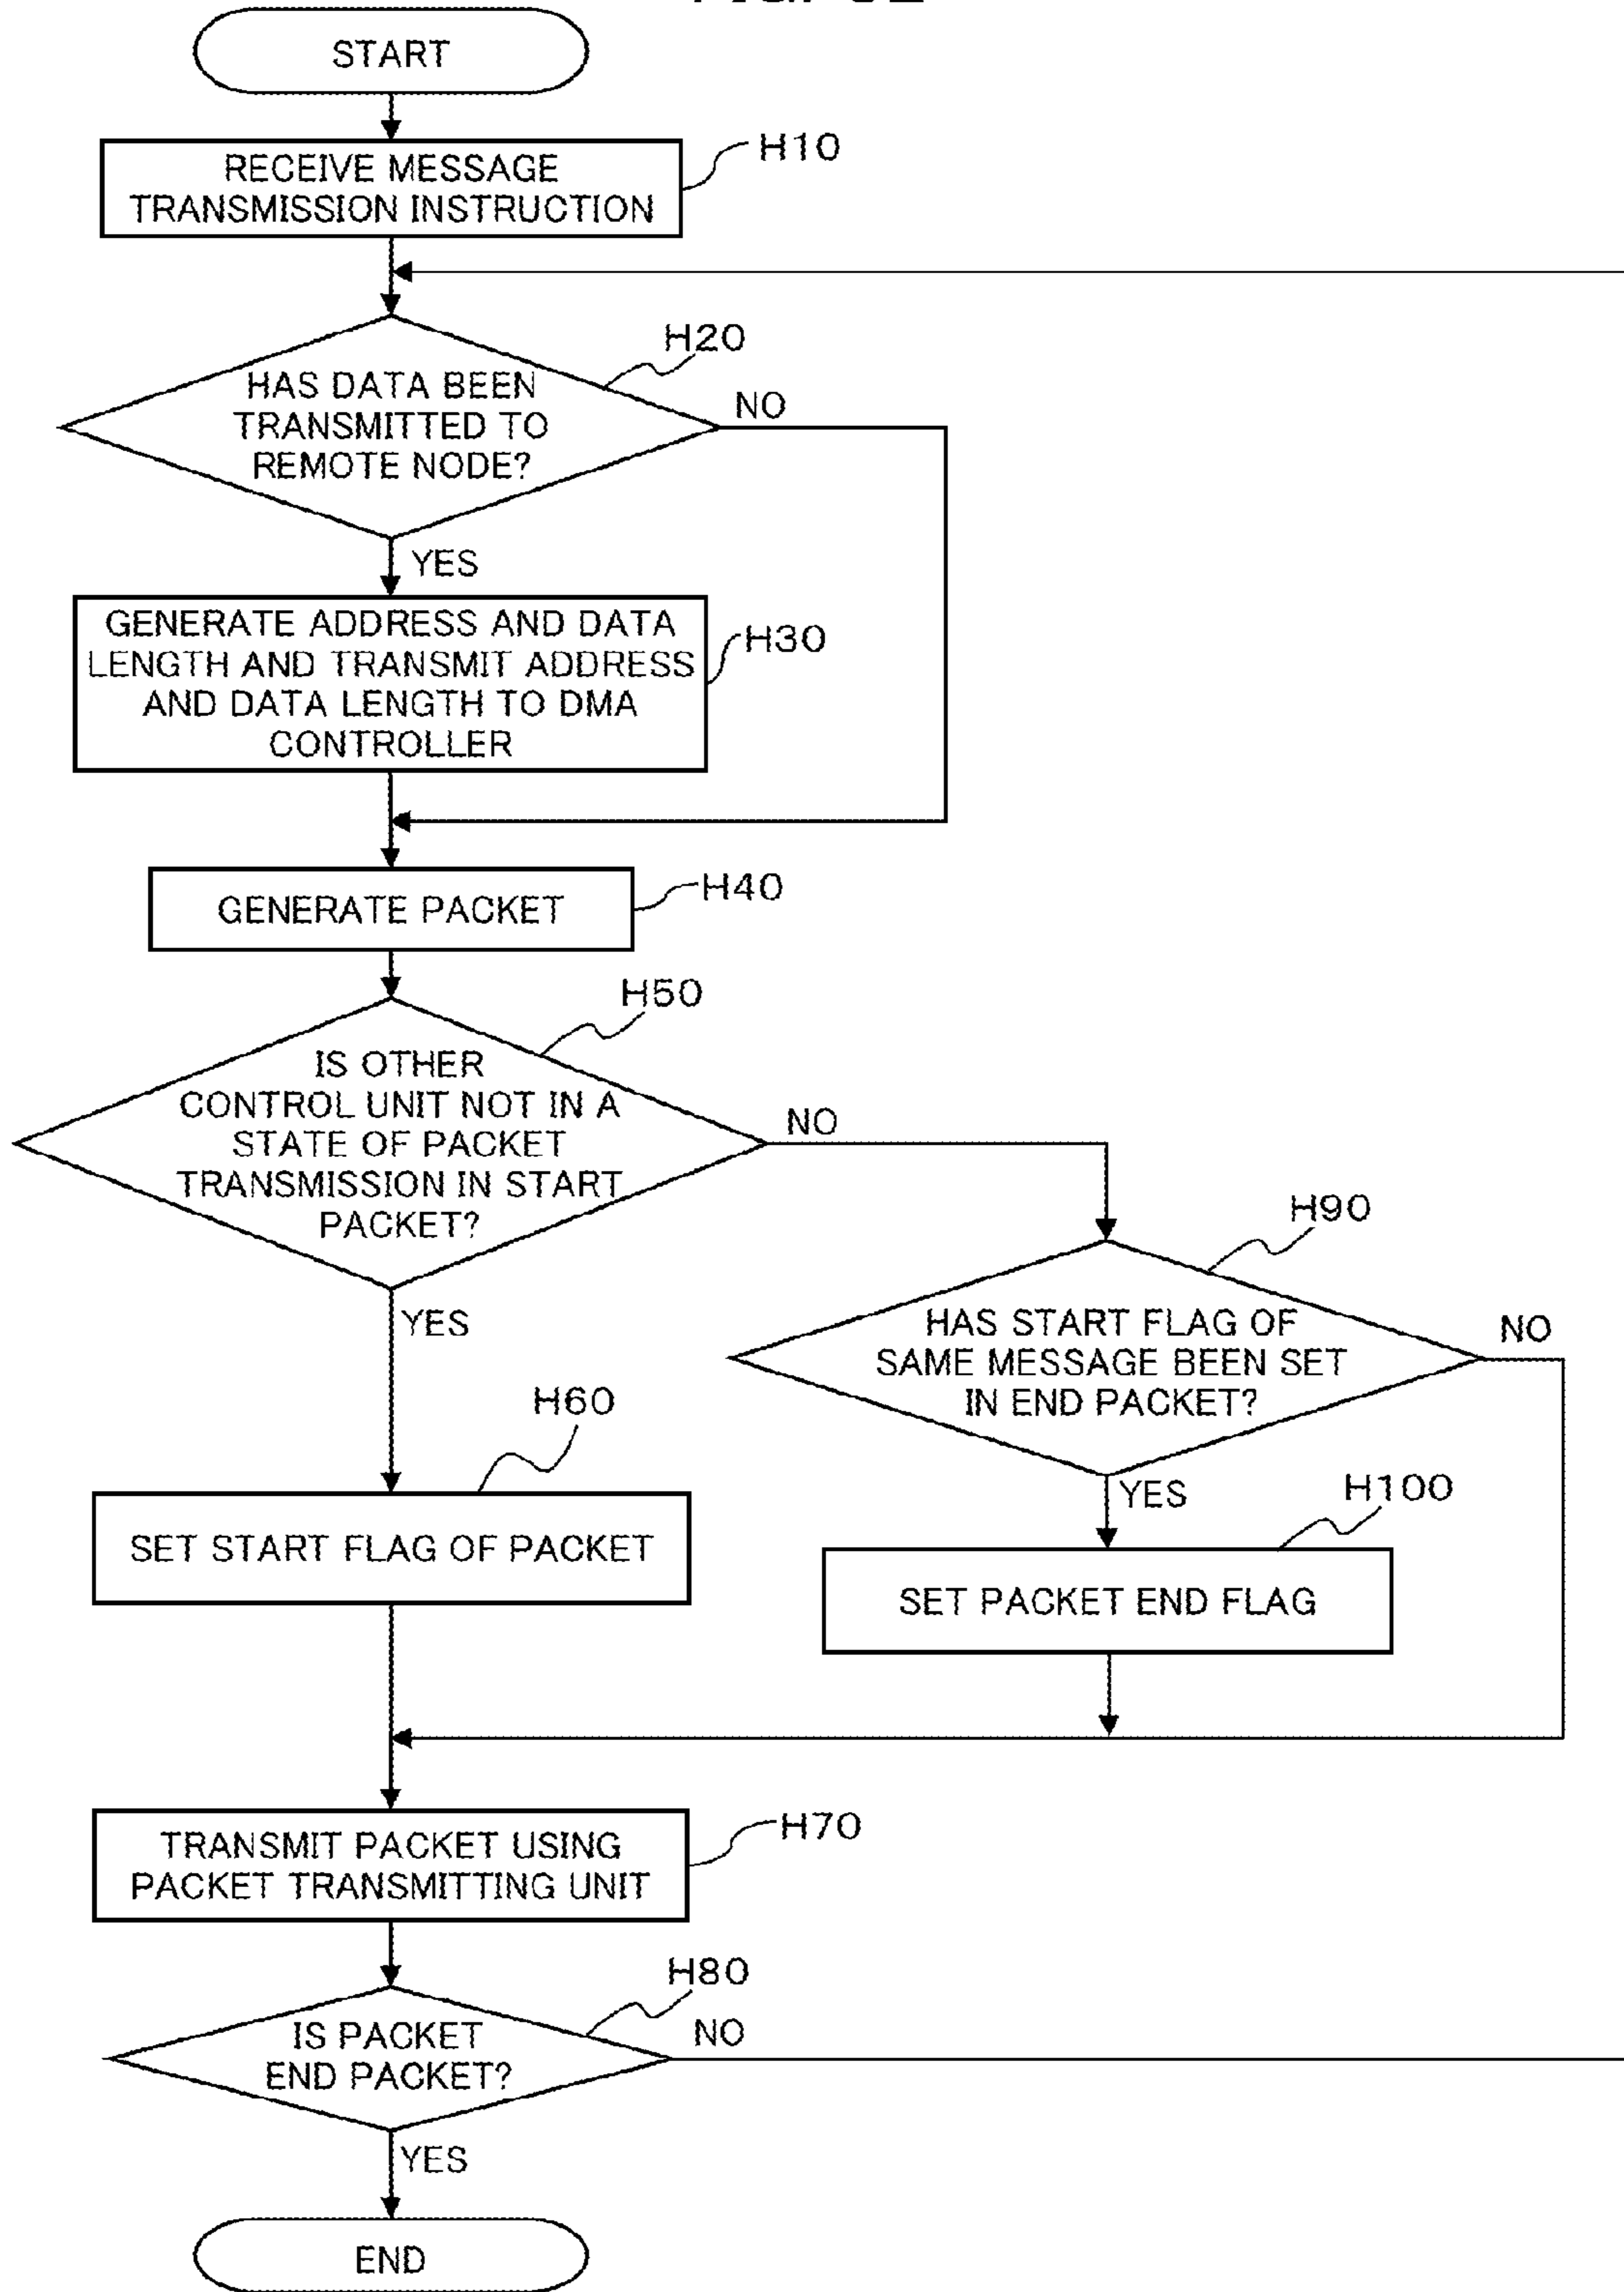 START
RECEIVE MESSAGE
TRANSMISSION INSTRUCTION
H10
HAS DATA BEEN
TRANSMITTED TO
REMOTE NODE?
H20
NO
YES
GENERATE ADDRESS AND DATA
LENGTH AND TRANSMIT ADDRESS
AND DATA LENGTH TO DMA
CONTROLLER
H30
GENERATE PACKET
H40
IS OTHER
CONTROL UNIT NOT IN A
STATE OF PACKET
TRANSMISSION IN START
PACKET?
H50
NO
YES
HAS START FLAG OF
SAME MESSAGE BEEN SET
IN END PACKET?
H90
NO
YES
SET START FLAG OF PACKET
H60
SET PACKET END FLAG
H100
TRANSMIT PACKET USING
PACKET TRANSMITTING UNIT
H70
IS PACKET
END PACKET?
H80
NO
YES
END